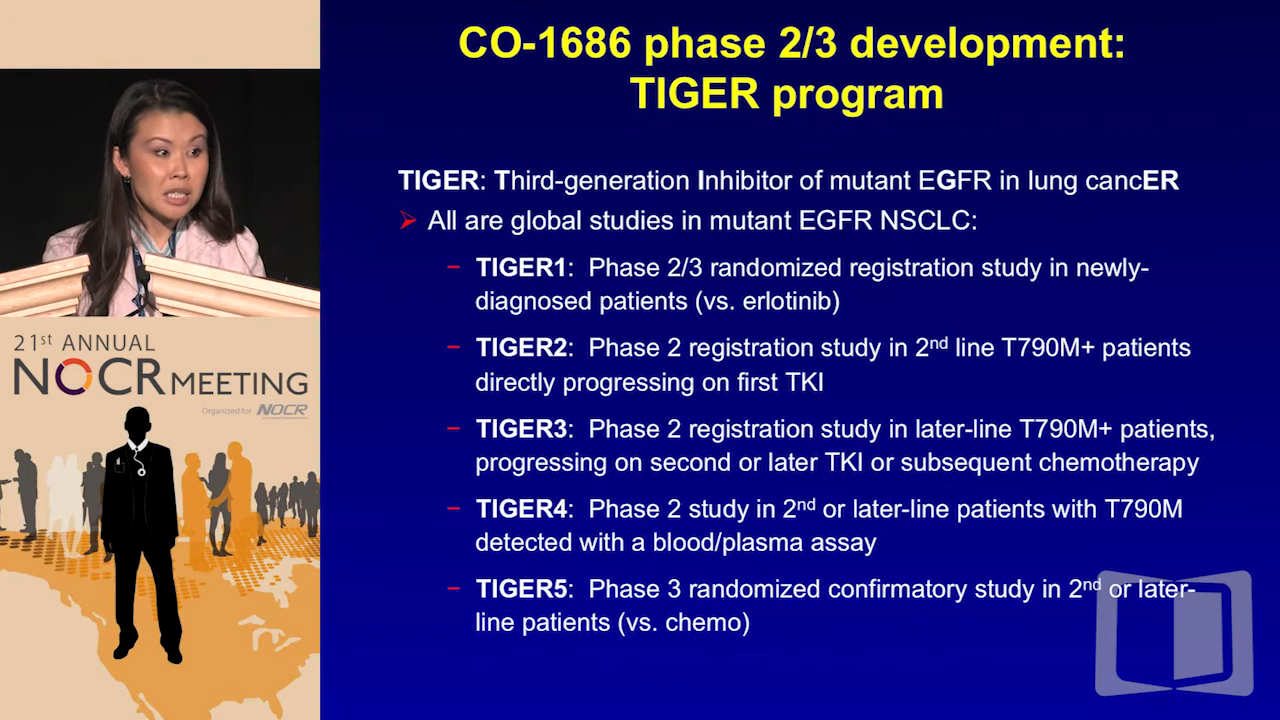 CO-1686 phase 2/3 development:
TIGER program
TIGER: Third-generation Inhibitor of mutant EGFR in lung cancER
➢ All are global studies in mutant EGFR NSCLC:
− TIGER1: Phase 2/3 randomized registration study in newly-
diagnosed patients (vs. erlotinib)
− TIGER2: Phase 2 registration study in 2nd line T790M+ patients
directly progressing on first TKI
− TIGER3: Phase 2 registration study in later-line T790M+ patients,
progressing on second or later TKI or subsequent chemotherapy
− TIGER4: Phase 2 study in 2nd or later-line patients with T790M
detected with a blood/plasma assay
− TIGER5: Phase 3 randomized confirmatory study in 2nd or later-
line patients (vs. chemo)
21st ANNUAL
NOCR MEETING
Organized for NOCR